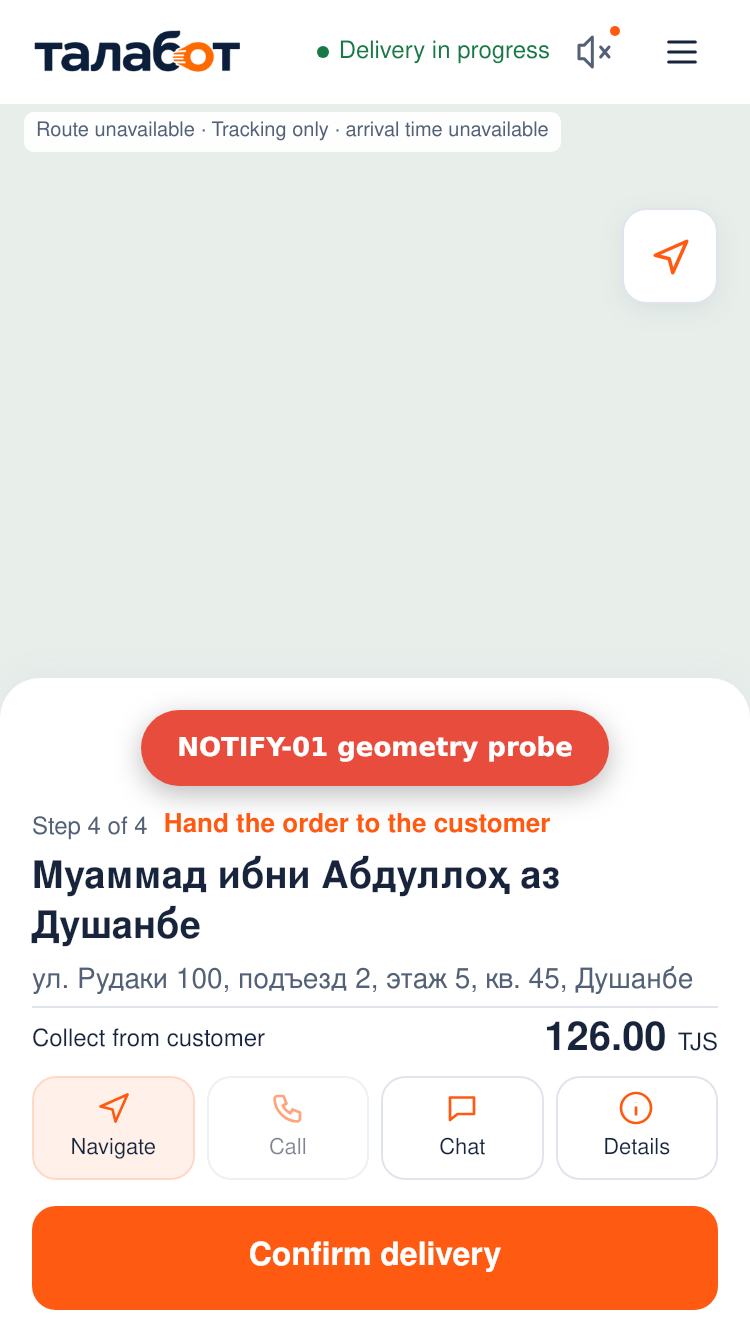 талабот
Delivery in progress
Route unavailable · Tracking only · arrival time unavailable
NOTIFY-01 geometry probe
Step 4 of 4 Hand the order to the customer
Муаммад ибни Абдуллоҳ аз
Душанбе
ул. Рудаки 100, подъезд 2, этаж 5, кв. 45, Душанбе
Collect from customer 126.00 TJS
Navigate Call Chat Details
Confirm delivery